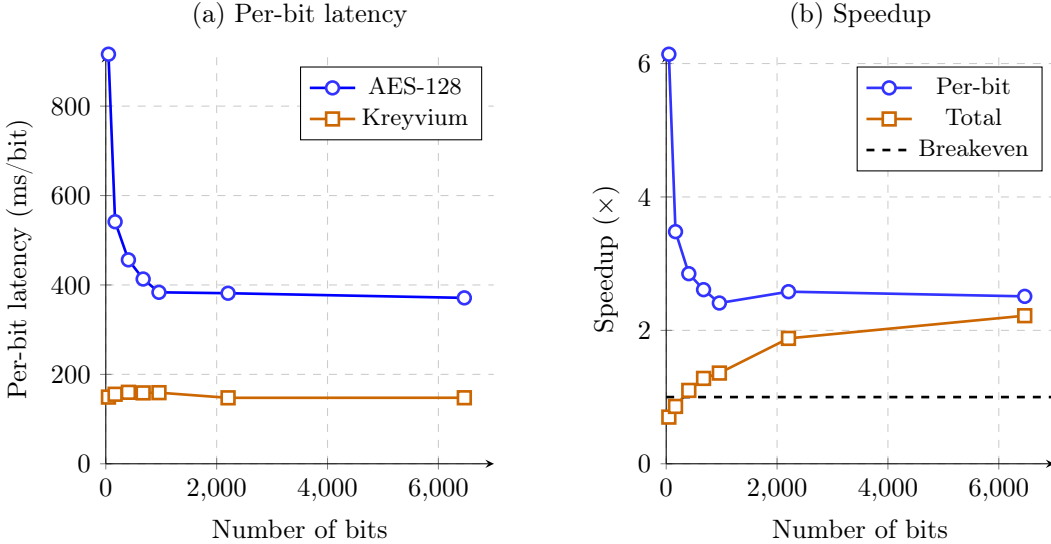 (a) Per-bit latency
Per-bit latency (ms/bit)
800
600
400
200
0
AES-128
Kreyvium
0
2,000
4,000
6,000
Number of bits
(b) Speedup
Speedup (×)
6
4
2
0
Per-bit
Total
Breakeven
0
2,000
4,000
6,000
Number of bits